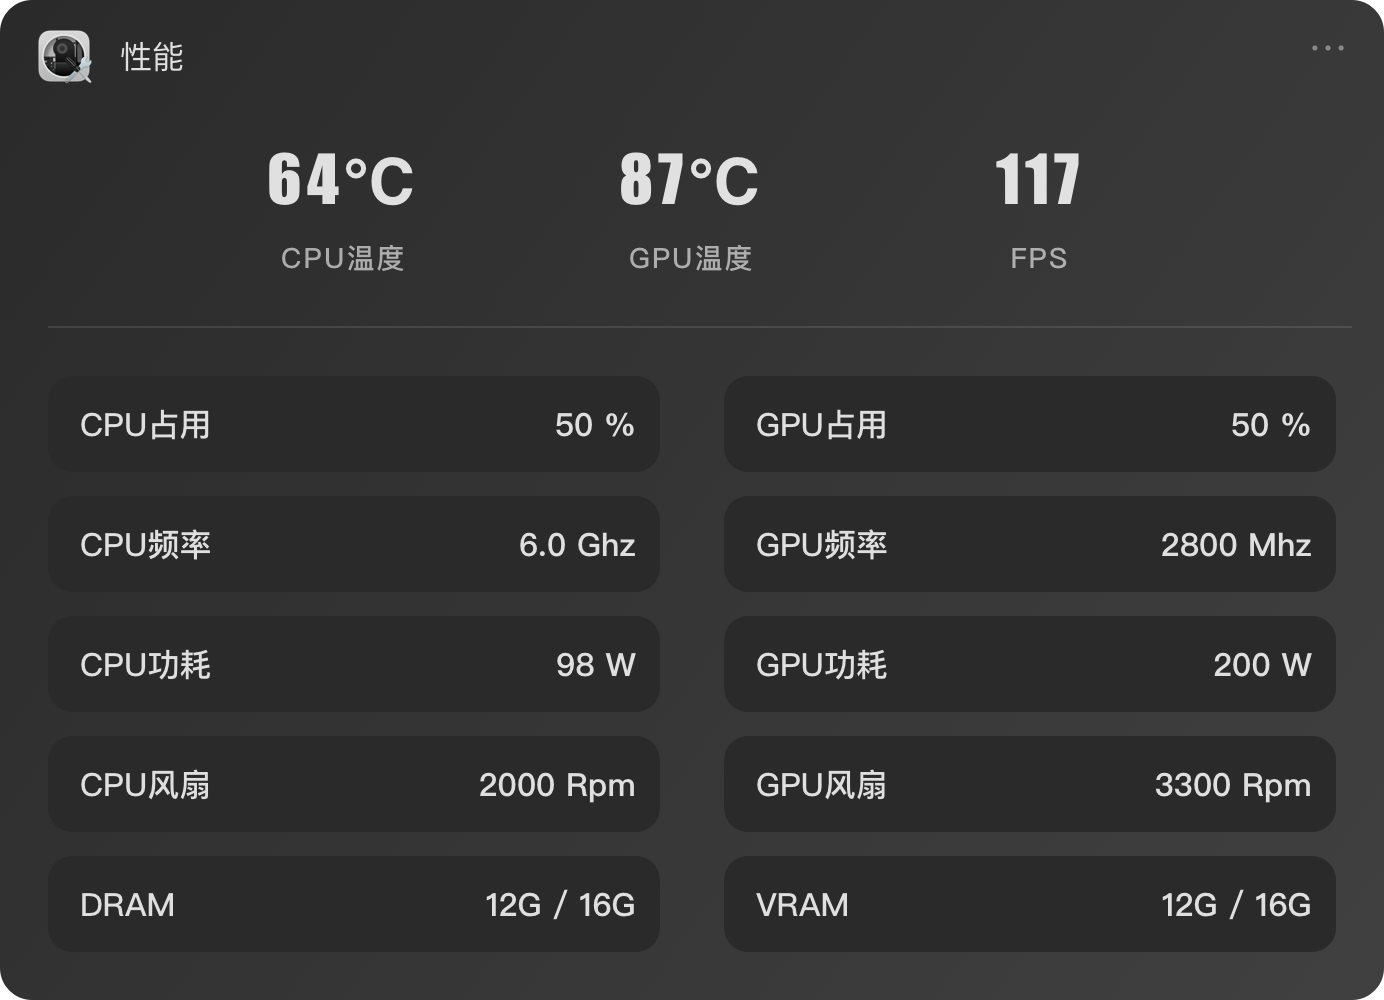 性能
64°C 87°C 117
CPU温度 GPU温度 FPS
CPU占用 50 % GPU占用 50 %
CPU频率 6.0 Ghz GPU频率 2800 Mhz
CPU功耗 98 W GPU功耗 200 W
CPU风扇 2000 Rpm GPU风扇 3300 Rpm
DRAM 12G / 16G VRAM 12G / 16G